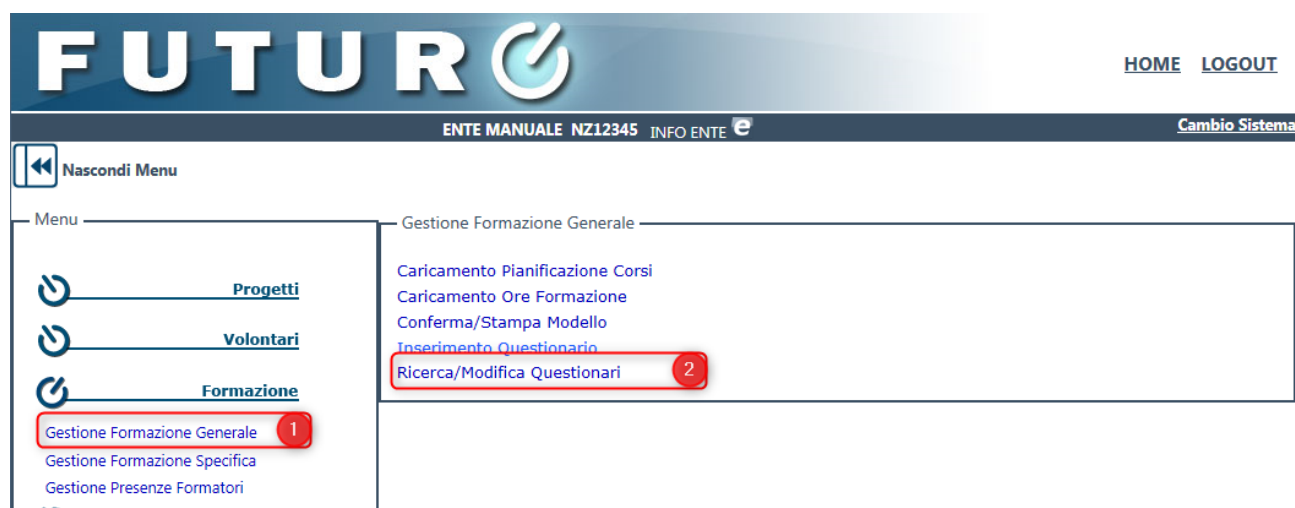 FUTURO
HOME LOGOUT
ENTE MANUALE NZ12345 INFO ENTE e
Cambio Sistema
Nascondi Menu
Menu
Progetti
Volontari
Formazione
Gestione Formazione Generale 1
Gestione Formazione Specifica
Gestione Presenze Formatori
Gestione Formazione Generale
Caricamento Pianificazione Corsi
Caricamento Ore Formazione
Conferma/Stampa Modello
Inserimento Questionario
Ricerca/Modifica Questionari 2